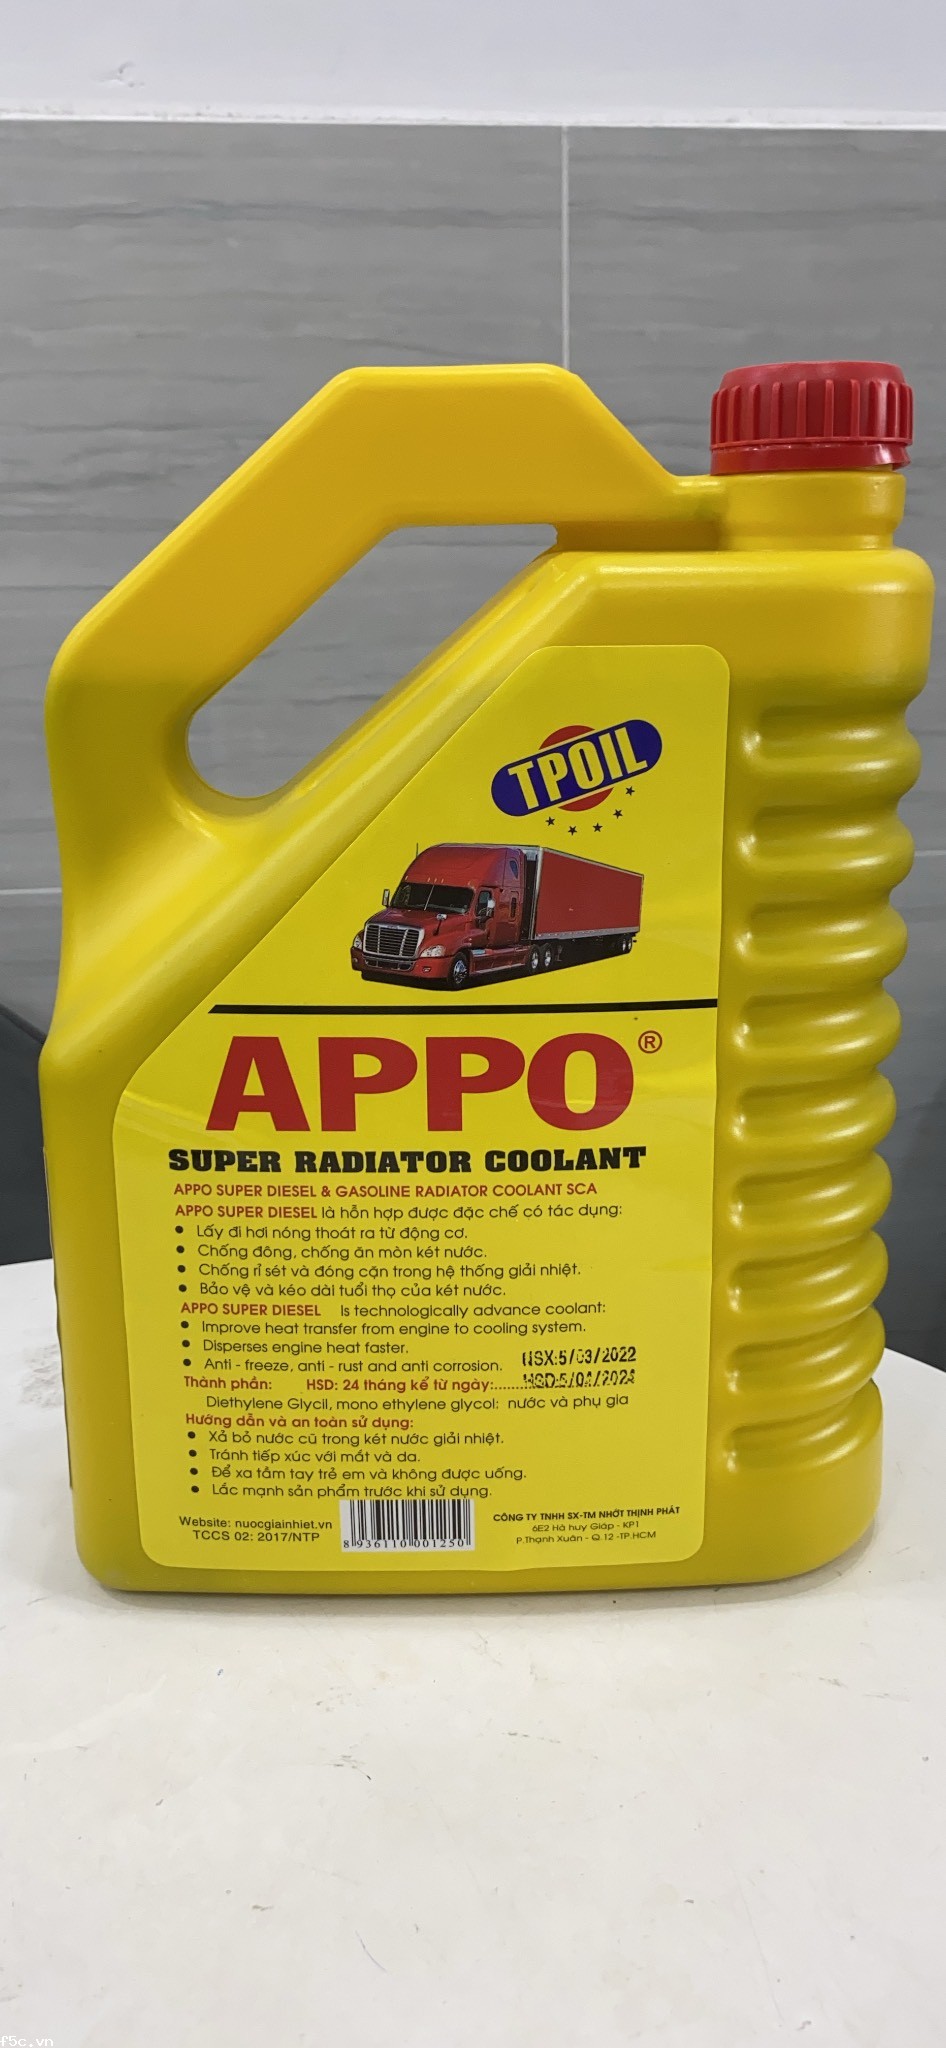 TPOIL
APPO®
SUPER RADIATOR COOLANT
APPO SUPER DIESEL & GASOLINE RADIATOR COOLANT SCA
APPO SUPER DIESEL là hỗn hợp được đặc chế có tác dụng:
• Lấy đi hơi nóng thoát ra từ động cơ.
• Chống đông, chống ăn mòn két nước.
• Chống rỉ sét và đóng cặn trong hệ thống giải nhiệt.
• Bảo vệ và kéo dài tuổi thọ của két nước.
APPO SUPER DIESEL Is technologically advance coolant:
• Improve heat transfer from engine to cooling system.
• Disperses engine heat faster.
• Anti - freeze, anti - rust and anti corrosion. NSX:5/03/2022
Thành phần: HSD: 24 tháng kể từ ngày:......... HSD:5/04/2024
Diethylene Glycil, mono ethylene glycol: nước và phụ gia
Hướng dẫn và an toàn sử dụng:
• Xả bỏ nước cũ trong két nước giải nhiệt.
• Tránh tiếp xúc với mắt và da.
• Để xa tầm tay trẻ em và không được uống.
• Lắc mạnh sản phẩm trước khi sử dụng.
Website: nuocgiainhiet.vn
TCCS 02: 2017/NTP
8 936110 001250
CÔNG TY TNHH SX-TM NHỚT THỊNH PHÁT
6E2 Hà huy Giáp - KP1
P.Thạnh Xuân - Q.12 -TP.HCM
f5c.vn